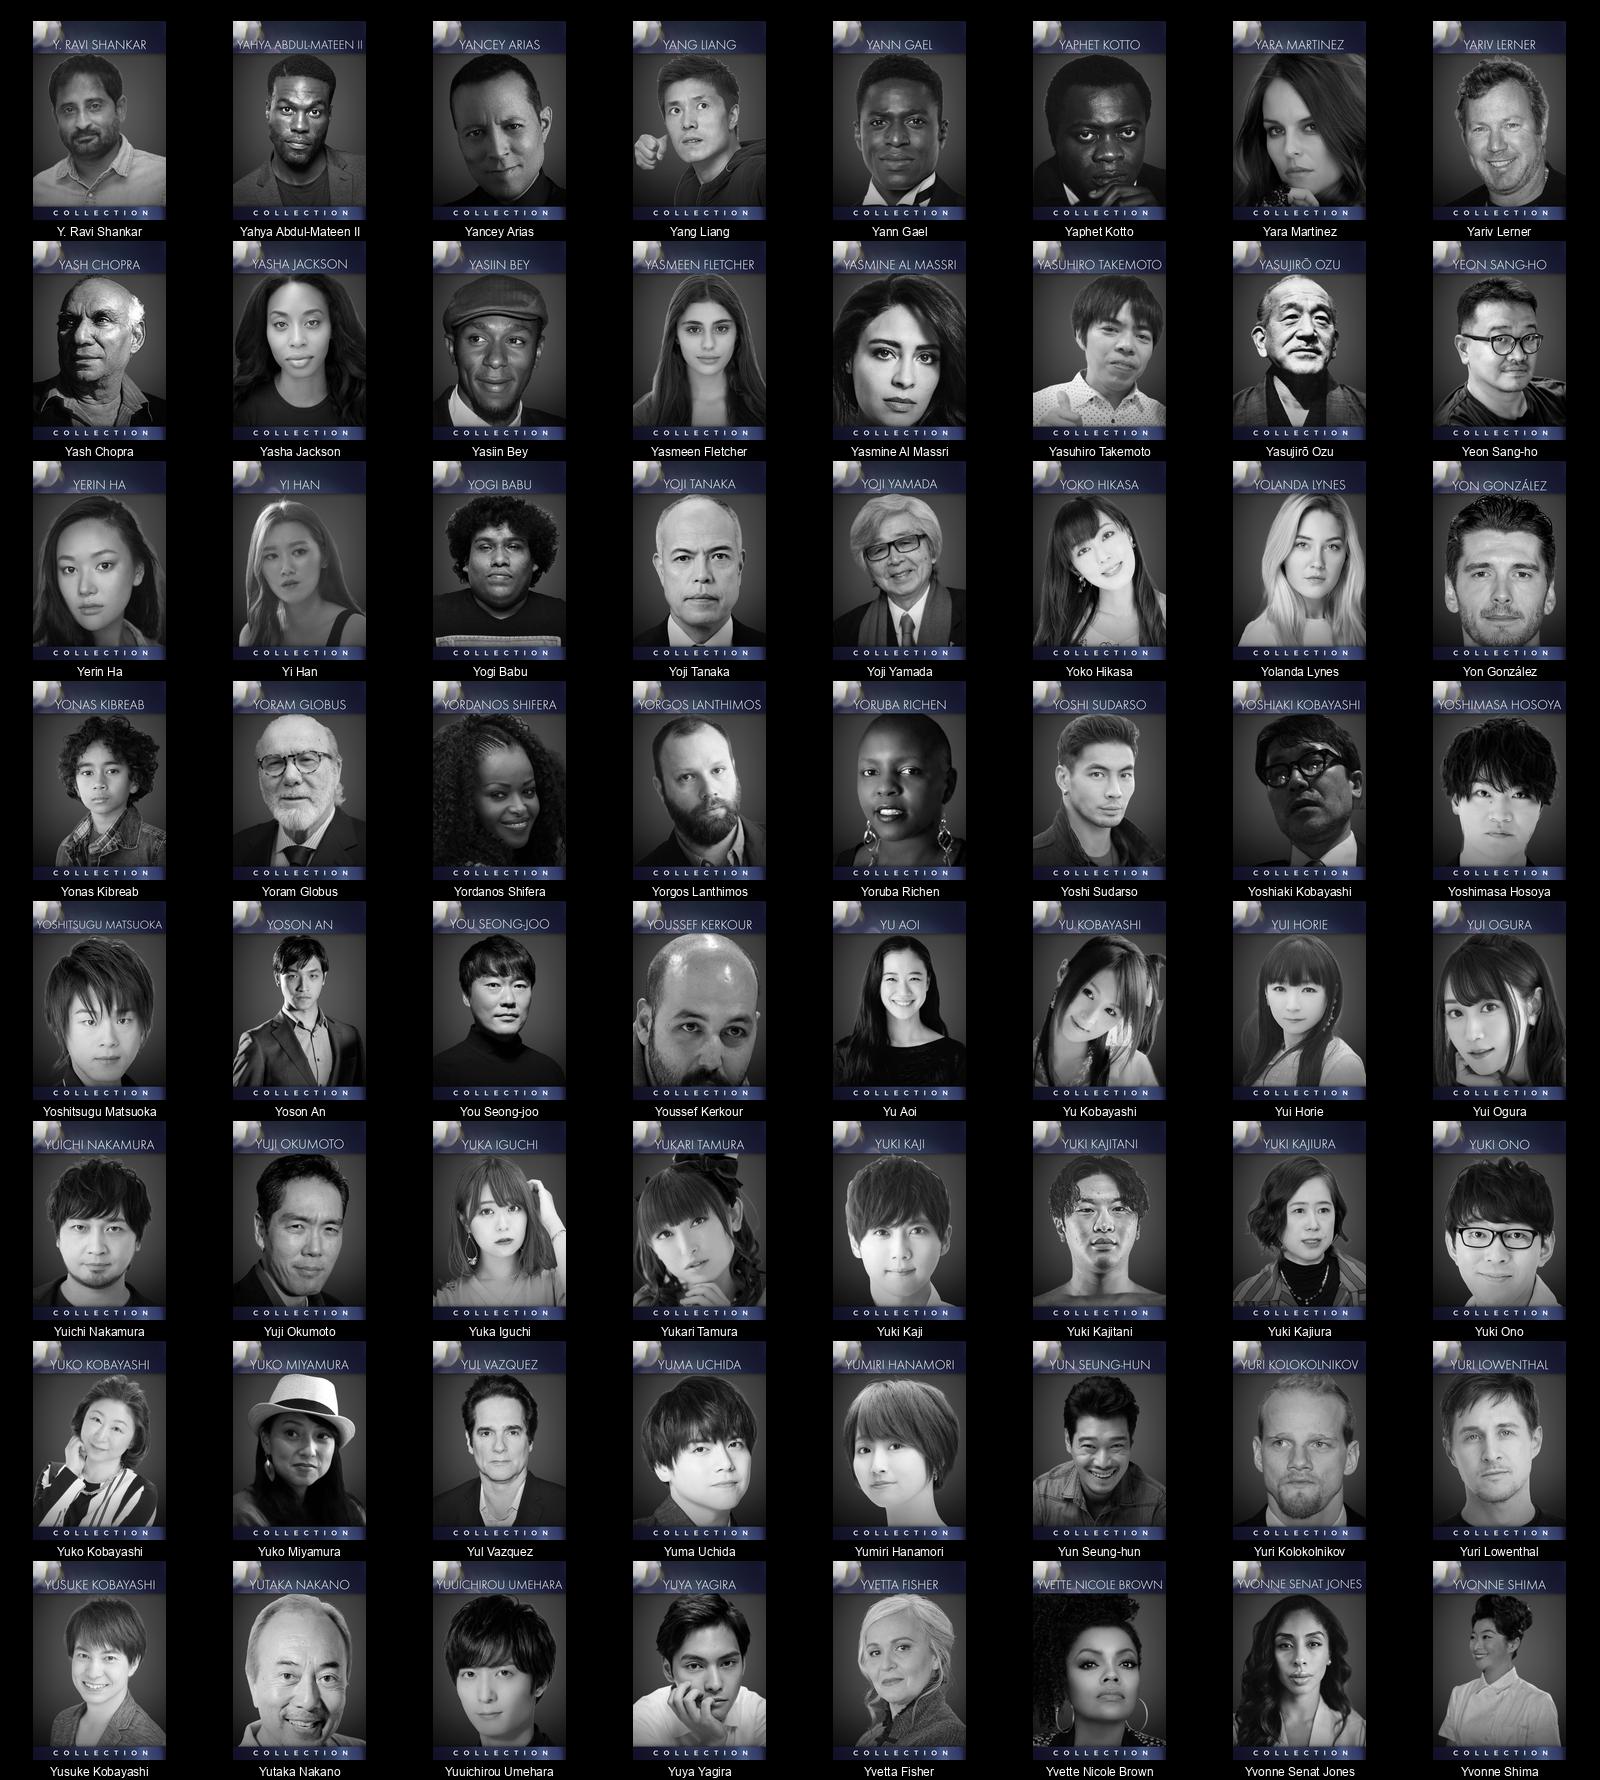 Y. RAVI SHANKAR YAHYA ABDUL-MATEEN II YANCEY ARIAS YANG LIANG YANN GAEL YAPHET KOTTO YARA MARTINEZ YARIV LERNER
COLLECTION COLLECTION COLLECTION COLLECTION COLLECTION COLLECTION COLLECTION COLLECTION
Y. Ravi Shankar Yahya Abdul-Mateen II Yancey Arias Yang Liang Yann Gael Yaphet Kotto Yara Martinez Yariv Lerner
YASH CHOPRA YASHA JACKSON YASIIN BEY YASMEEN FLETCHER YASMINE AL MASSRI YASUHIRO TAKEMOTO YASUJIRŌ OZU YEON SANG-HO
COLLECTION COLLECTION COLLECTION COLLECTION COLLECTION COLLECTION COLLECTION COLLECTION
Yash Chopra Yasha Jackson Yasiin Bey Yasmeen Fletcher Yasmine Al Massri Yasuhiro Takemoto Yasujirō Ozu Yeon Sang-ho
YERIN HA YI HAN YOGI BABU YOJI TANAKA YOJI YAMADA YOKO HIKASA YOLANDA LYNES YON GONZÁLEZ
COLLECTION COLLECTION COLLECTION COLLECTION COLLECTION COLLECTION COLLECTION COLLECTION
Yerin Ha Yi Han Yogi Babu Yoji Tanaka Yoji Yamada Yoko Hikasa Yolanda Lynes Yon González
YONAS KIBREAB YORAM GLOBUS YORDANOS SHIFERA YORGOS LANTHIMOS YORUBA RICHEN YOSHI SUDARSO YOSHIAKI KOBAYASHI YOSHIMASA HOSOYA
COLLECTION COLLECTION COLLECTION COLLECTION COLLECTION COLLECTION COLLECTION COLLECTION
Yonas Kibreab Yoram Globus Yordanos Shifera Yorgos Lanthimos Yoruba Richen Yoshi Sudarso Yoshiaki Kobayashi Yoshimasa Hosoya
YOSHITSUGU MATSUOKA YOSON AN YOU SEONG-JOO YOUSSEF KERKOUR YU AOI YU KOBAYASHI YUI HORIE YUI OGURA
COLLECTION COLLECTION COLLECTION COLLECTION COLLECTION COLLECTION COLLECTION COLLECTION
Yoshitsugu Matsuoka Yoson An You Seong-joo Youssef Kerkour Yu Aoi Yu Kobayashi Yui Horie Yui Ogura
YUICHI NAKAMURA YUJI OKUMOTO YUKA IGUCHI YUKARI TAMURA YUKI KAJI YUKI KAJITANI YUKI KAJIURA YUKI ONO
COLLECTION COLLECTION COLLECTION COLLECTION COLLECTION COLLECTION COLLECTION COLLECTION
Yuichi Nakamura Yuji Okumoto Yuka Iguchi Yukari Tamura Yuki Kaji Yuki Kajitani Yuki Kajiura Yuki Ono
YUKO KOBAYASHI YUKO MIYAMURA YUL VAZQUEZ YUMA UCHIDA YUMIRI HANAMORI YUN SEUNG-HUN YURI KOLOKOLNIKOV YURI LOWENTHAL
COLLECTION COLLECTION COLLECTION COLLECTION COLLECTION COLLECTION COLLECTION COLLECTION
Yuko Kobayashi Yuko Miyamura Yul Vazquez Yuma Uchida Yumiri Hanamori Yun Seung-hun Yuri Kolokolnikov Yuri Lowenthal
YUSUKE KOBAYASHI YUTAKA NAKANO YUUICHIROU UMEHARA YUYA YAGIRA YVETTA FISHER YVETTE NICOLE BROWN YVONNE SENAT JONES YVONNE SHIMA
COLLECTION COLLECTION COLLECTION COLLECTION COLLECTION COLLECTION COLLECTION COLLECTION
Yusuke Kobayashi Yutaka Nakano Yuuichirou Umehara Yuya Yagira Yvetta Fisher Yvette Nicole Brown Yvonne Senat Jones Yvonne Shima